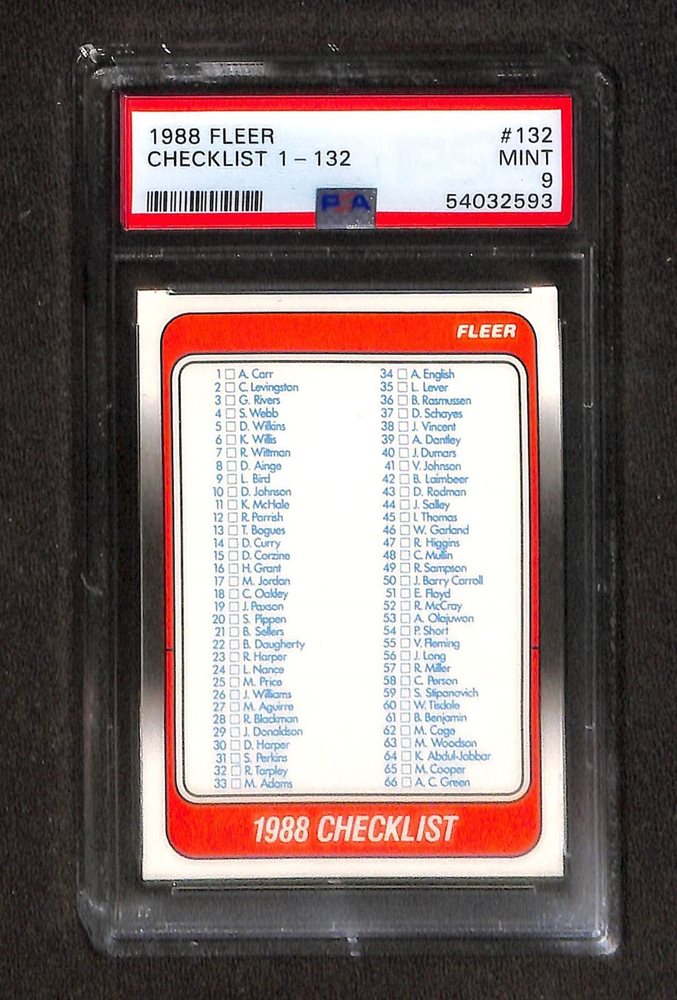 1988 FLEER #132
CHECKLIST 1 – 132 MINT
9
PSA 54032593
FLEER
1 A. Carr
2 C. Levingston
3 G. Rivers
4 S. Webb
5 D. Wilkins
6 K. Willis
7 R. Wittman
8 D. Ainge
9 L. Bird
10 D. Johnson
11 K. McHale
12 R. Parrish
13 T. Bogues
14 D. Curry
15 D. Corzine
16 H. Grant
17 M. Jordan
18 C. Oakley
19 J. Paxson
20 S. Pippen
21 B. Sellers
22 B. Daugherty
23 R. Harper
24 L. Nance
25 M. Price
26 J. Williams
27 M. Aguirre
28 R. Blackman
29 J. Donaldson
30 D. Harper
31 S. Perkins
32 R. Tarpley
33 M. Adams
34 A. English
35 L. Lever
36 B. Rasmussen
37 D. Schayes
38 J. Vincent
39 A. Dantley
40 J. Dumars
41 V. Johnson
42 B. Laimbeer
43 D. Rodman
44 J. Salley
45 I. Thomas
46 W. Garland
47 R. Higgins
48 C. Mullin
49 R. Sampson
50 J. Barry Carroll
51 E. Floyd
52 R. McCray
53 A. Olajuwon
54 P. Short
55 V. Fleming
56 J. Long
57 R. Miller
58 C. Person
59 S. Stipanovich
60 W. Tisdale
61 B. Benjamin
62 M. Cage
63 M. Woodson
64 K. Abdul-Jabbar
65 M. Cooper
66 A. C. Green
1988 CHECKLIST